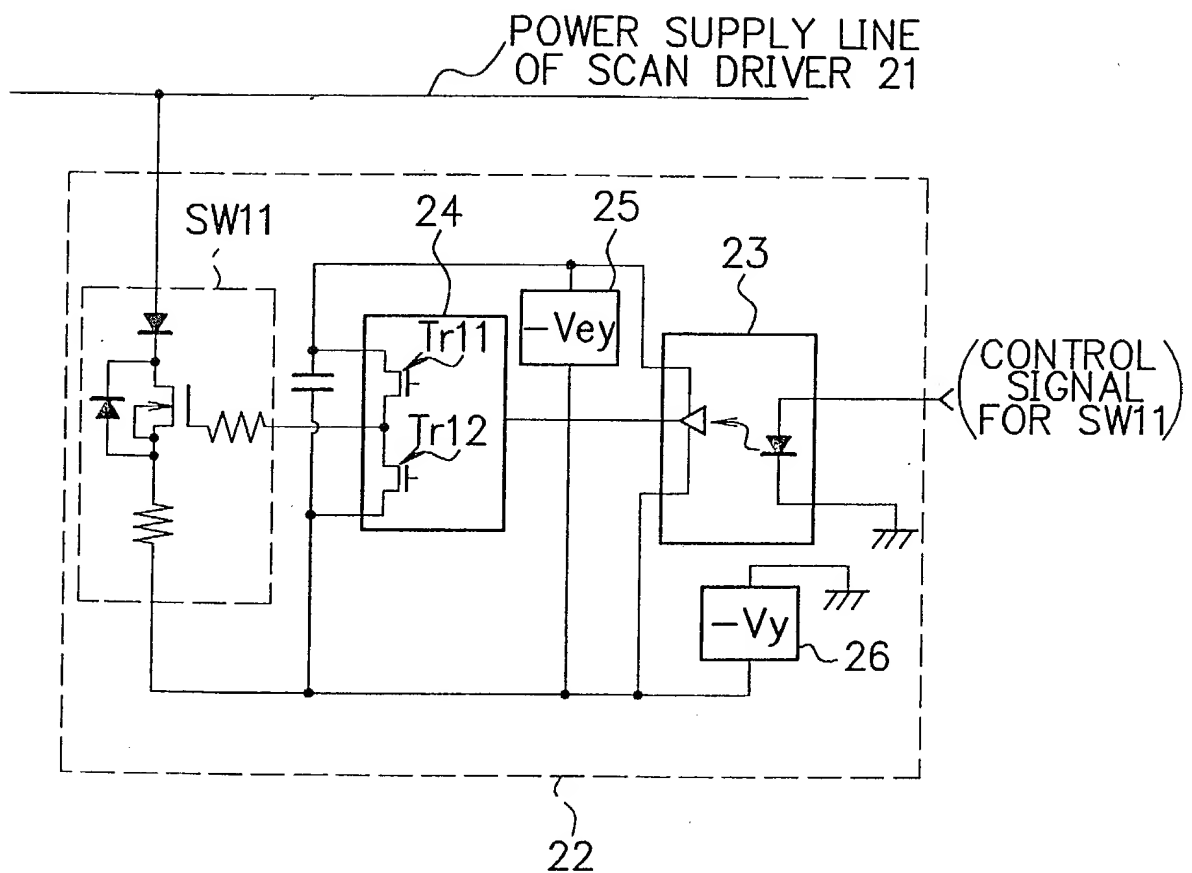 POWER SUPPLY LINE
OF SCAN DRIVER 21
SW11
24
25
23
Tr11
-Vey
Tr12
(CONTROL
SIGNAL
FOR SW11)
-Vy
26
22